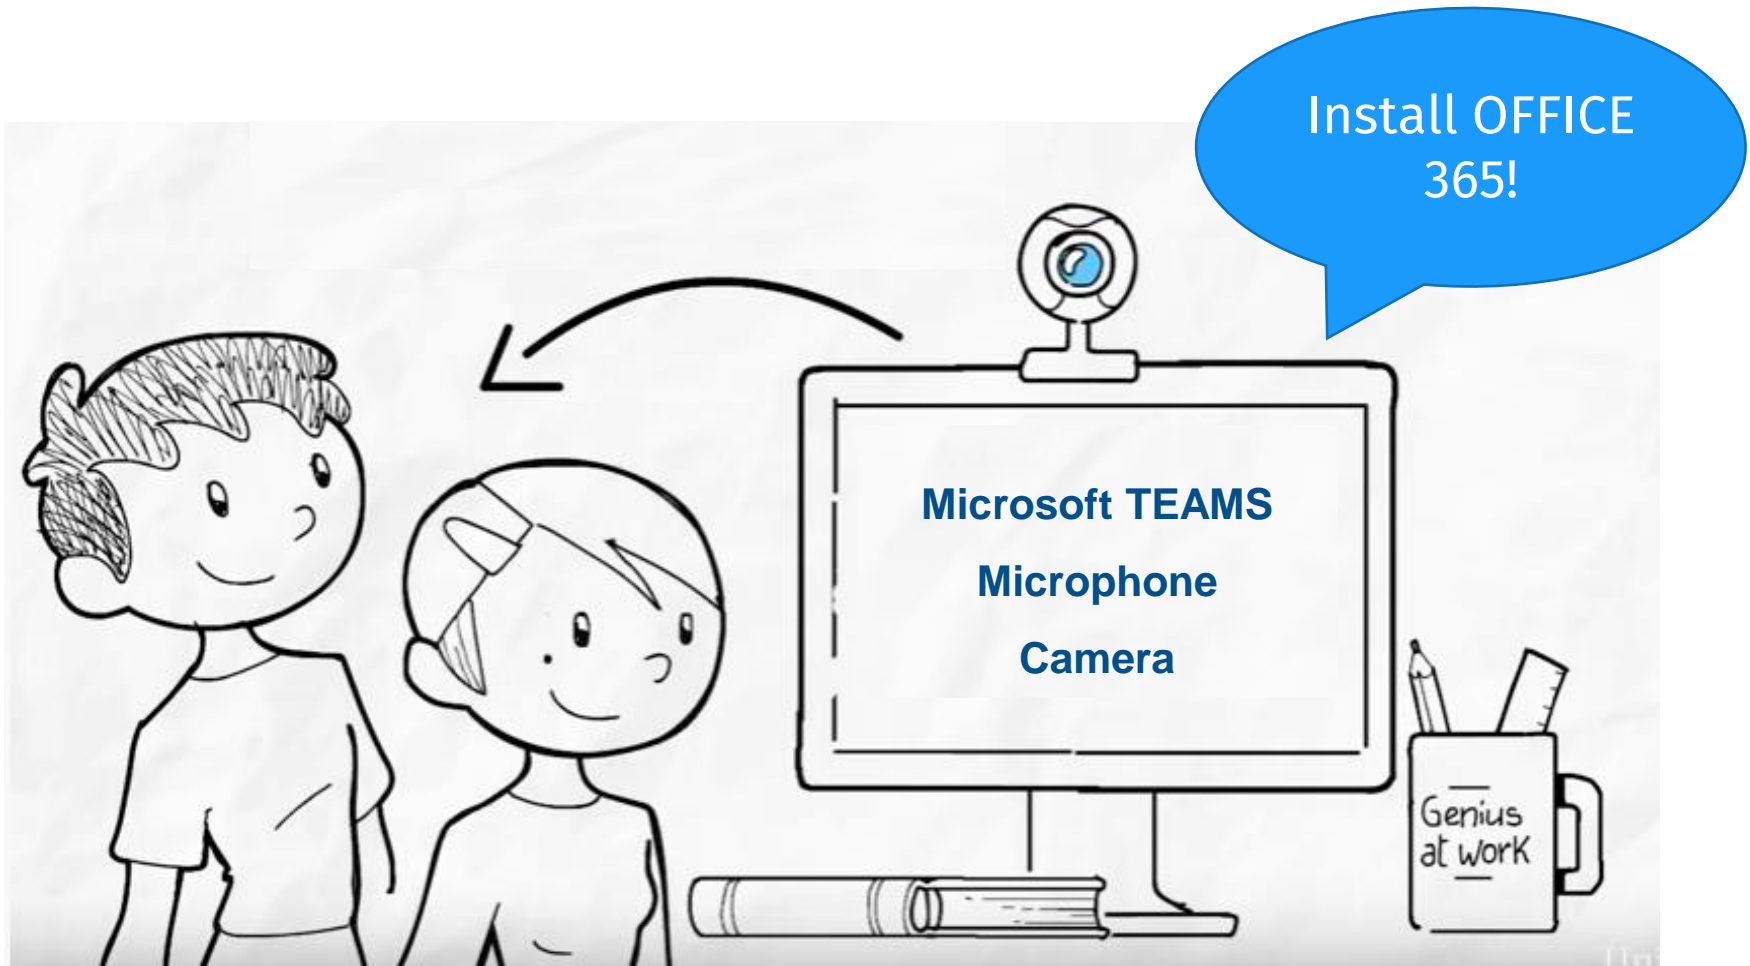 Install OFFICE
365!
Microsoft TEAMS
Microphone
Camera
Genius
at work